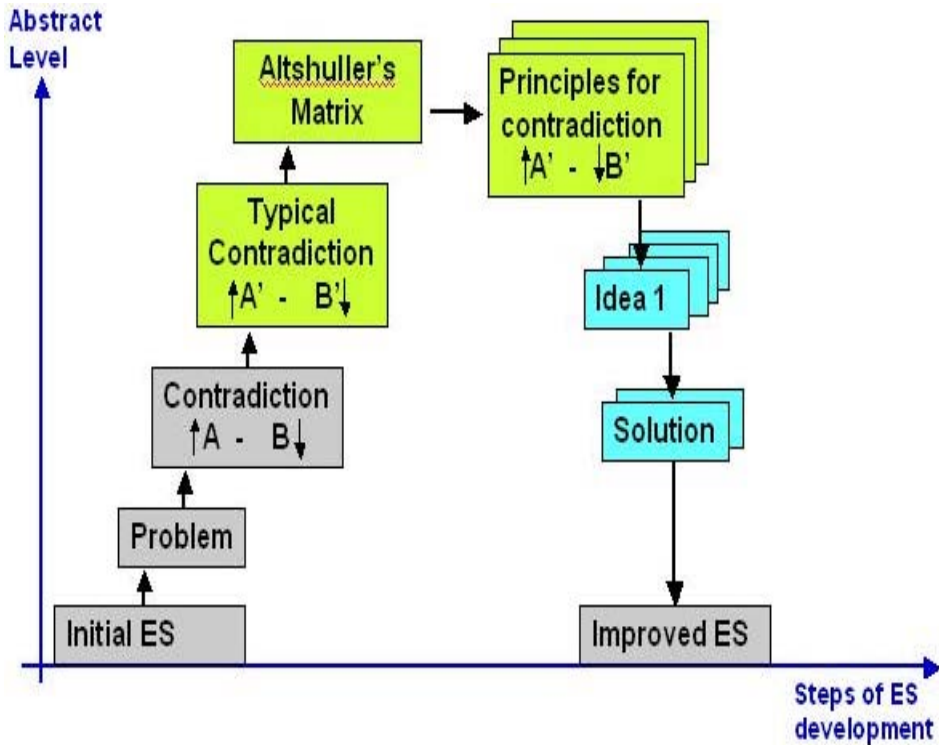 Abstract
Level
Altshuller's
Matrix
Principles for
contradiction
↑A' - ↓B'
Typical
Contradiction
↑A' - B'↓
Idea 1
Contradiction
↑A - B↓
Solution
Problem
Initial ES
Improved ES
Steps of ES
development